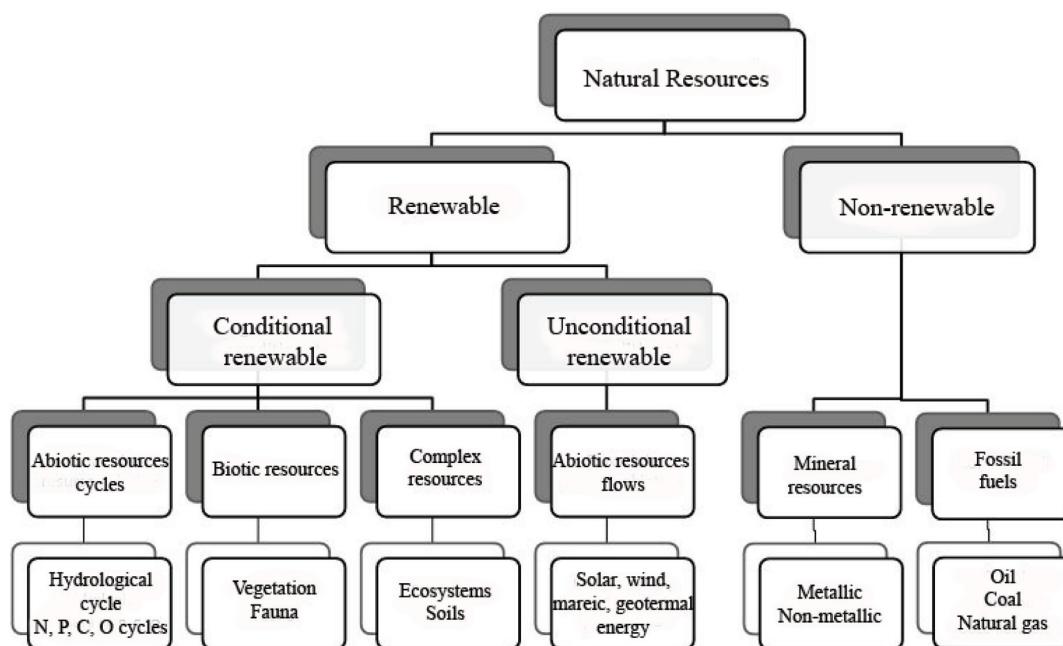 Natural Resources
Renewable
Non-renewable
Conditional
renewable
Unconditional
renewable
Abiotic resources
cycles
Biotic resources
Complex
resources
Abiotic resources
flows
Mineral
resources
Fossil
fuels
Hydrological
cycle
N, P, C, O cycles
Vegetation
Fauna
Ecosystems
Soils
Solar, wind,
mareic, geotermal
energy
Metallic
Non-metallic
Oil
Coal
Natural gas